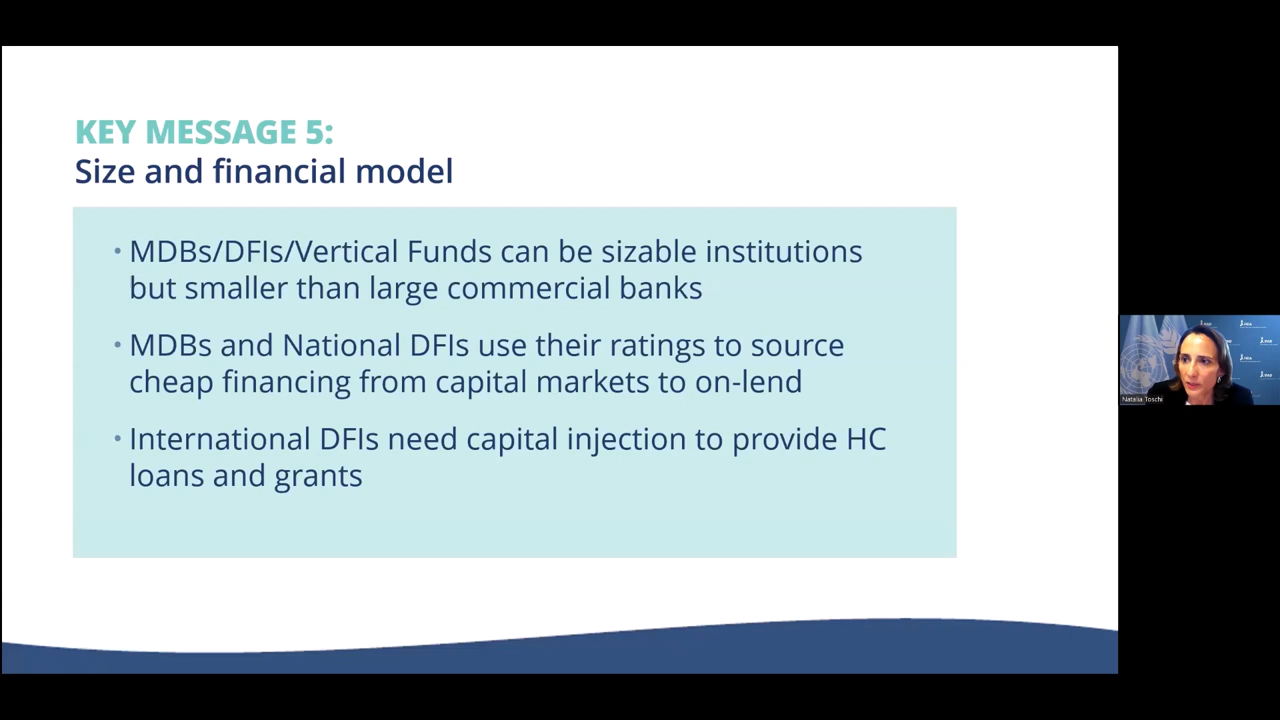 KEY MESSAGE 5:
Size and financial model
• MDBs/DFIs/Vertical Funds can be sizable institutions
but smaller than large commercial banks
• MDBs and National DFIs use their ratings to source
cheap financing from capital markets to on-lend
• International DFIs need capital injection to provide HC
loans and grants
Natalia Toschi